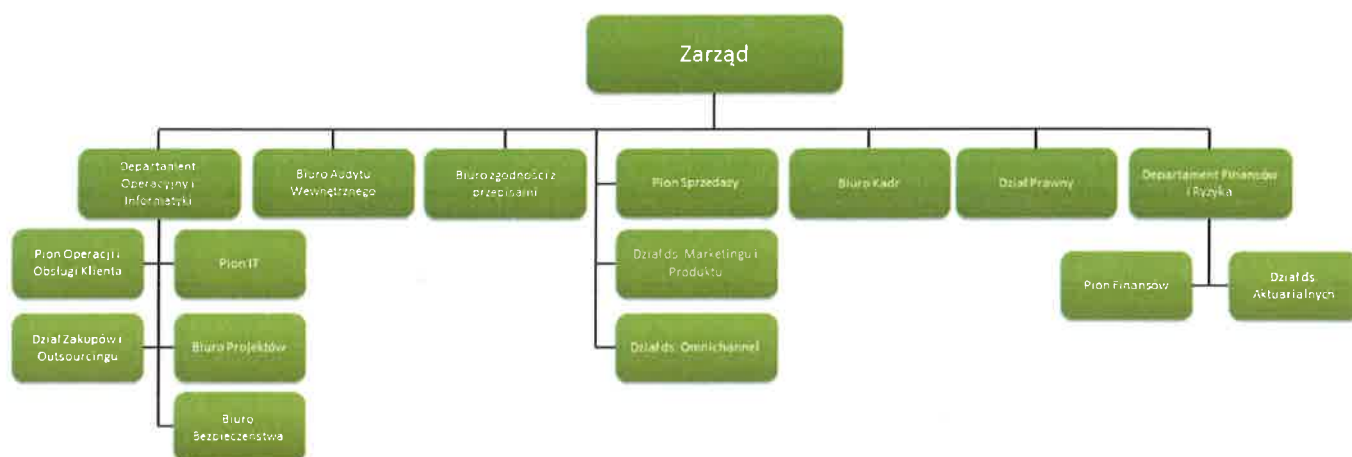 Zarząd
Departament
Operacyjny i
Informatyki
Biuro Audytu
Wewnętrznego
Biuro zgodności z
przepisami
Pion Sprzedaży
Biuro Kadr
Dział Prawny
Departament Finansów
i Ryzyka
Pion Operacji i
Obsługi Klienta
Pion IT
Dział ds. Marketingu i
Produktu
Pion Finansów
Dział ds.
Aktuarialnych
Dział Zakupów i
Outsourcingu
Biuro Projektów
Dział ds. Omnichannel
Biuro
Bezpieczeństwa